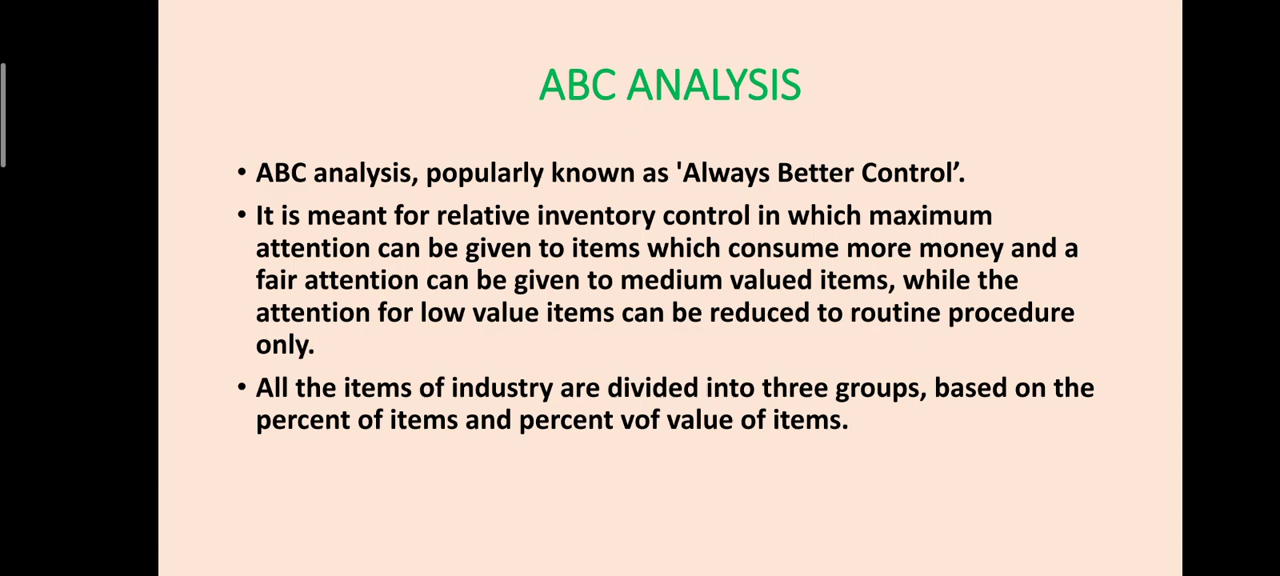 ABC ANALYSIS
• ABC analysis, popularly known as 'Always Better Control’.
• It is meant for relative inventory control in which maximum
attention can be given to items which consume more money and a
fair attention can be given to medium valued items, while the
attention for low value items can be reduced to routine procedure
only.
• All the items of industry are divided into three groups, based on the
percent of items and percent vof value of items.